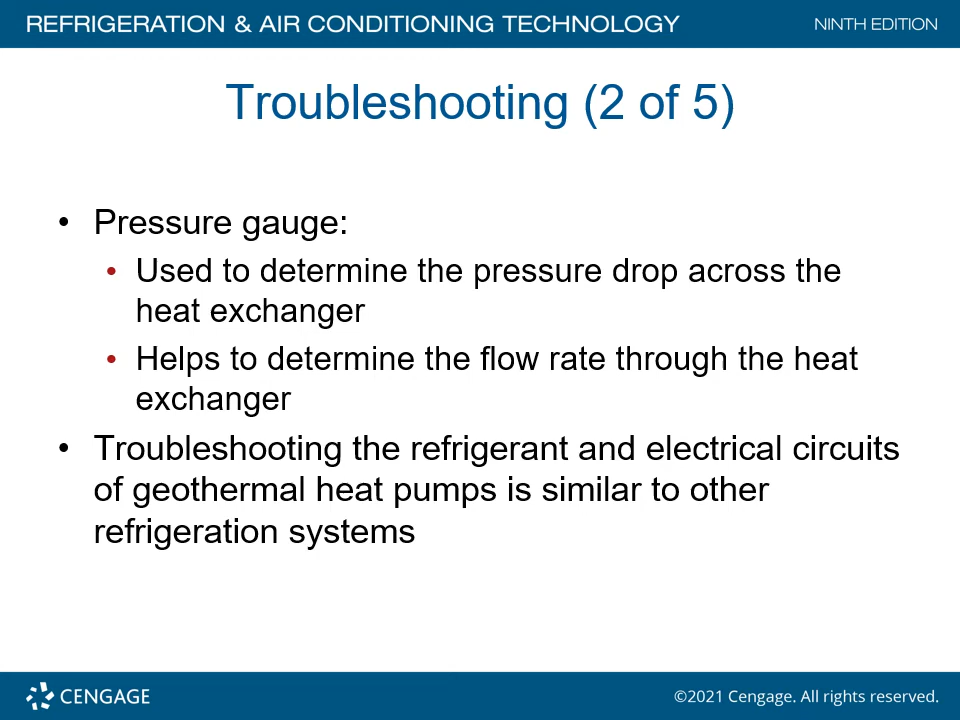 REFRIGERATION & AIR CONDITIONING TECHNOLOGY NINTH EDITION
Troubleshooting (2 of 5)
• Pressure gauge:
• Used to determine the pressure drop across the
heat exchanger
• Helps to determine the flow rate through the heat
exchanger
• Troubleshooting the refrigerant and electrical circuits
of geothermal heat pumps is similar to other
refrigeration systems
CENGAGE ©2021 Cengage. All rights reserved.